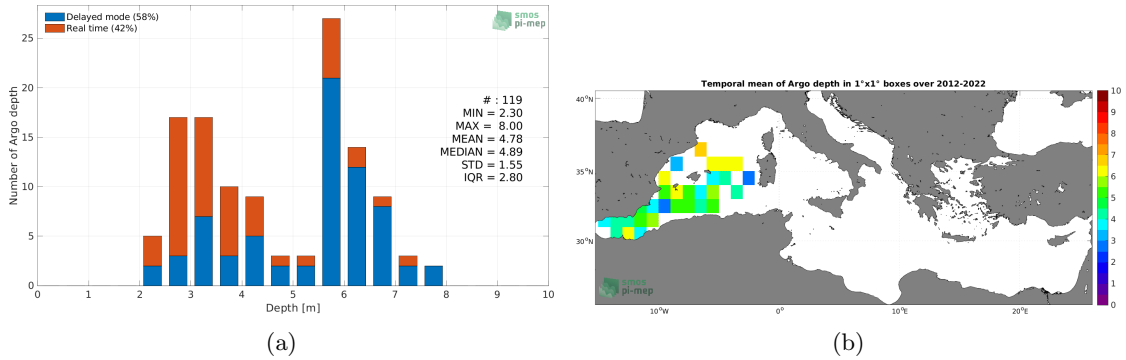 Delayed mode (58%)
Real time (42%)
smos
pi-mep
Number of Argo depth
25
20
15
10
5
0
# : 119
MIN = 2.30
MAX = 8.00
MEAN = 4.78
MEDIAN = 4.89
STD = 1.55
IQR = 2.80
0 1 2 3 4 5 6 7 8 9 10
Depth [m]
(a)
Temporal mean of Argo depth in 1°x1° boxes over 2012-2022
40°N
35°N
30°N
10°W
0°
10°E
20°E
smos
pi-mep
10
9
8
7
6
5
4
3
2
1
0
(b)